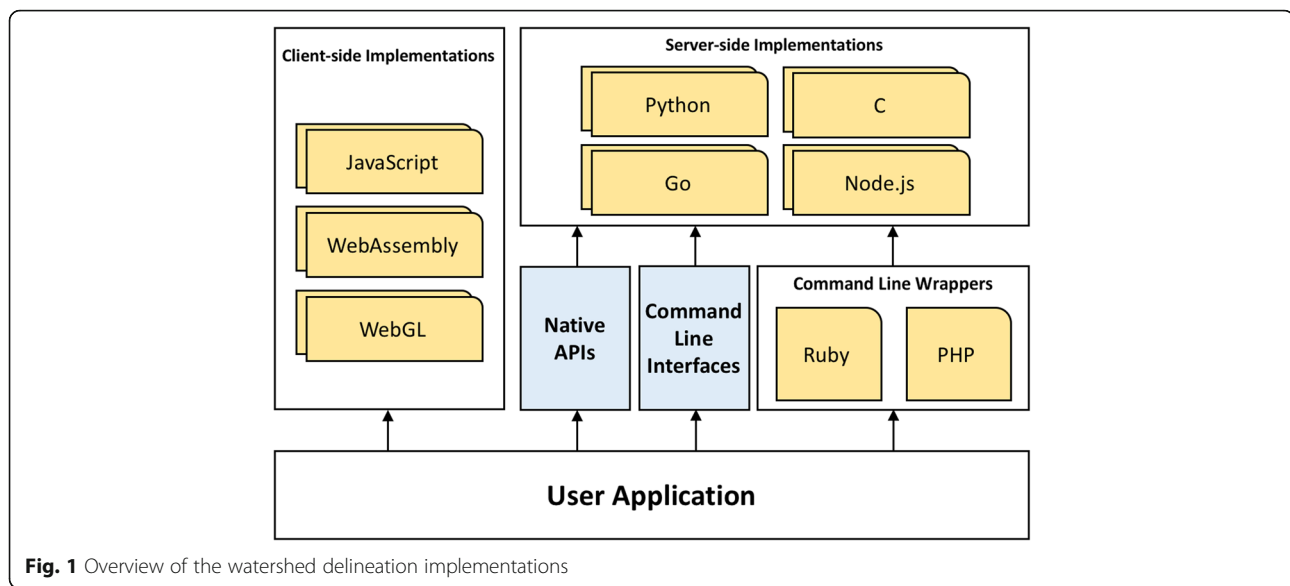 Client-side Implementations
JavaScript
WebAssembly
WebGL
Server-side Implementations
Python
C
Go
Node.js
Native
APIs
Command
Line
Interfaces
Command Line Wrappers
Ruby
PHP
User Application
Fig. 1 Overview of the watershed delineation implementations